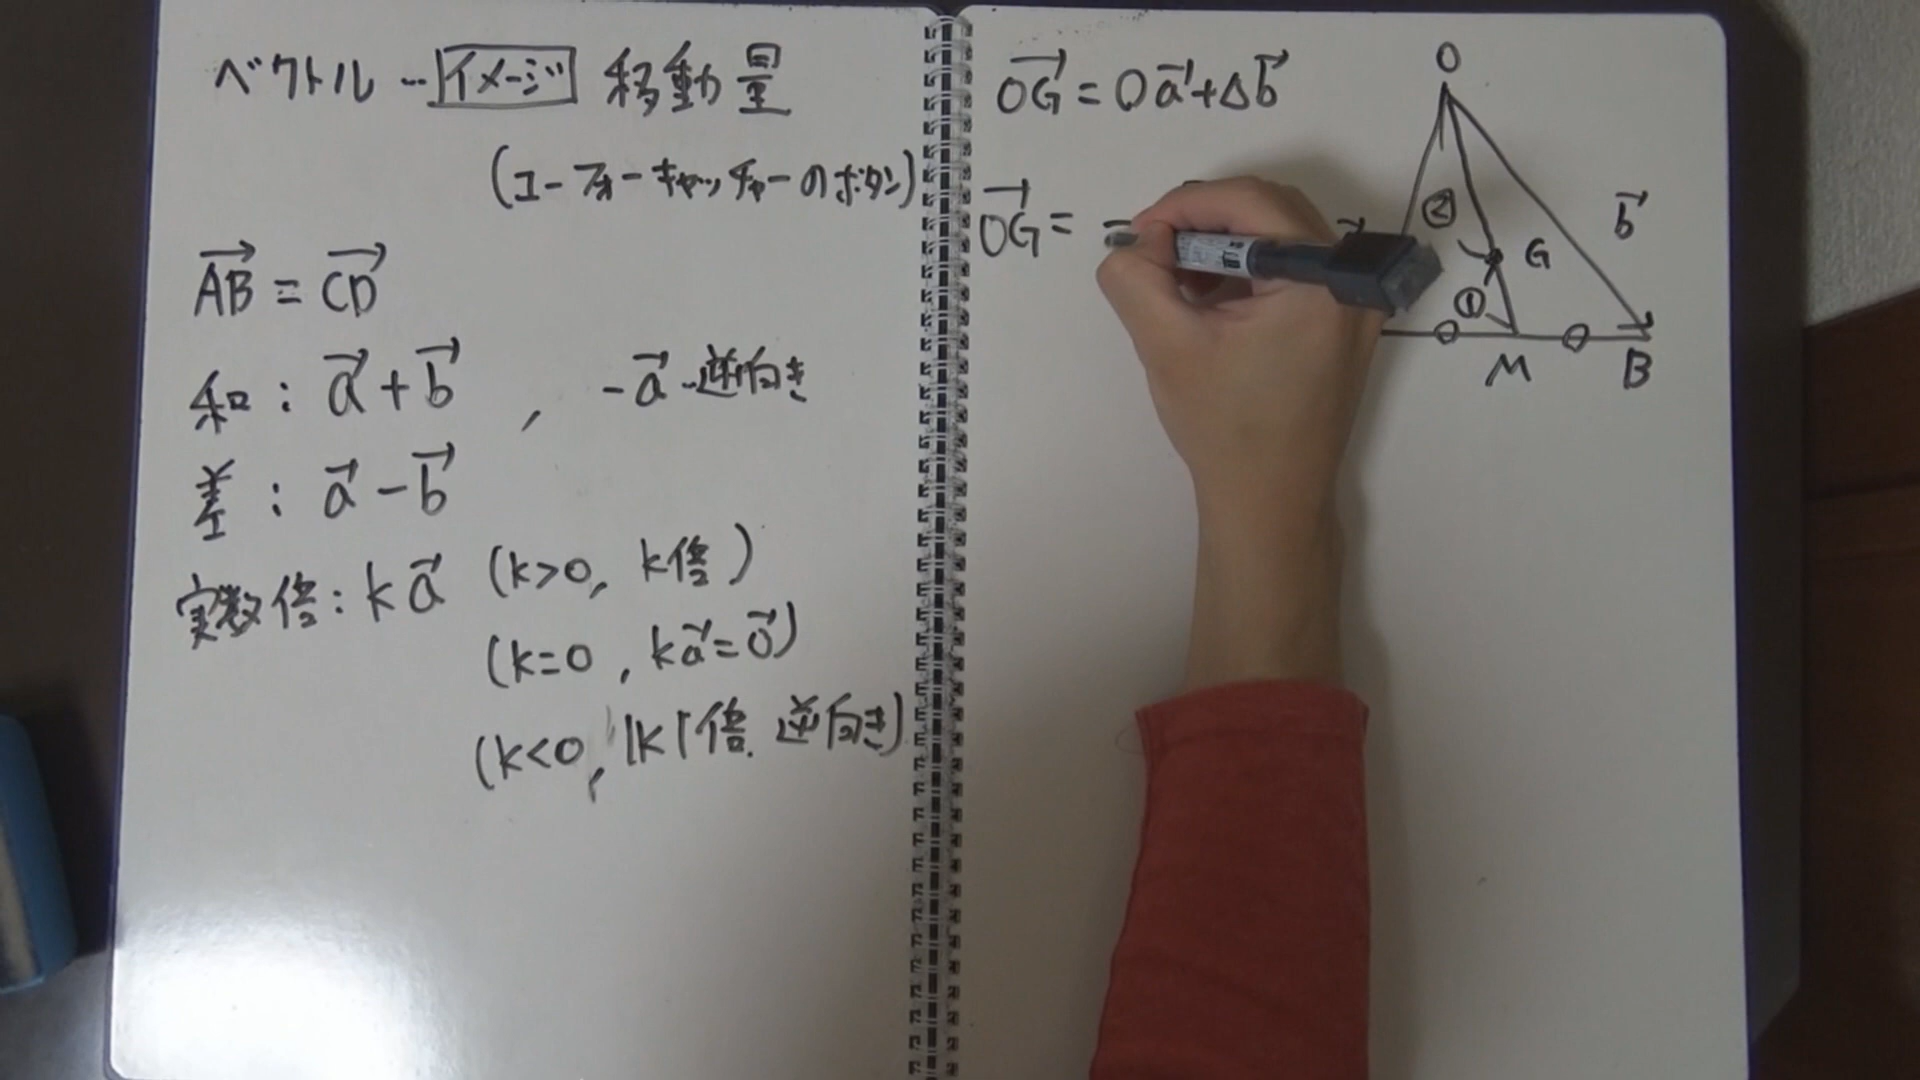 ベクトル … イメージ 移動量
(ユーフォーキャッチャーのボタン)
AB→ = CD→
和 : a→ + b→ , -a→ …逆向き
差 : a→ - b→
実数倍 : k a→ (k>0, k倍)
(k=0, ka→=0→)
(k<0, |k|倍 逆向き)
OG→ = ○a→ + △b→
OG→ =
O
② b→
G
①
M B